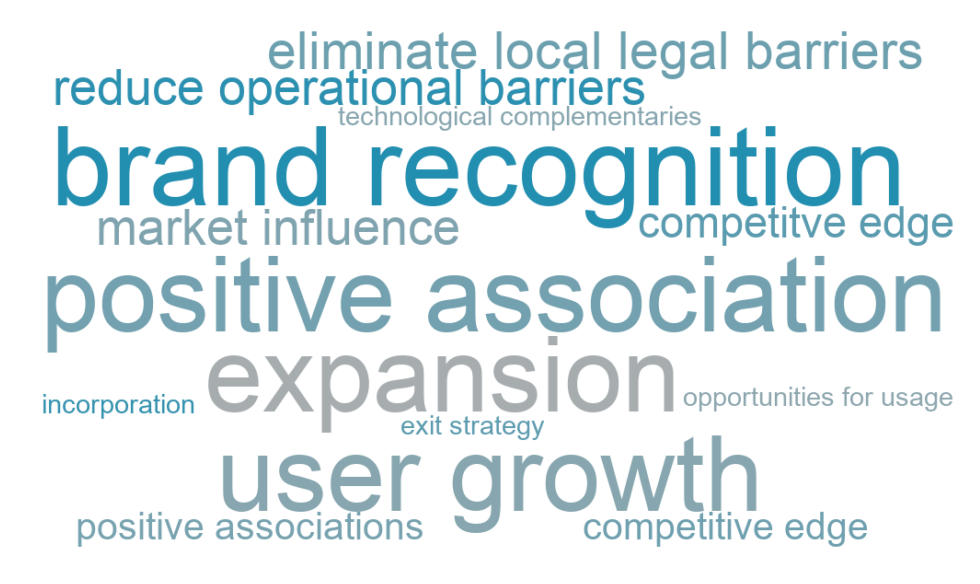 eliminate local legal barriers
reduce operational barriers
technological complementaries
brand recognition
market influence
competitve edge
positive association
expansion
incorporation
opportunities for usage
exit strategy
user growth
positive associations
competitive edge